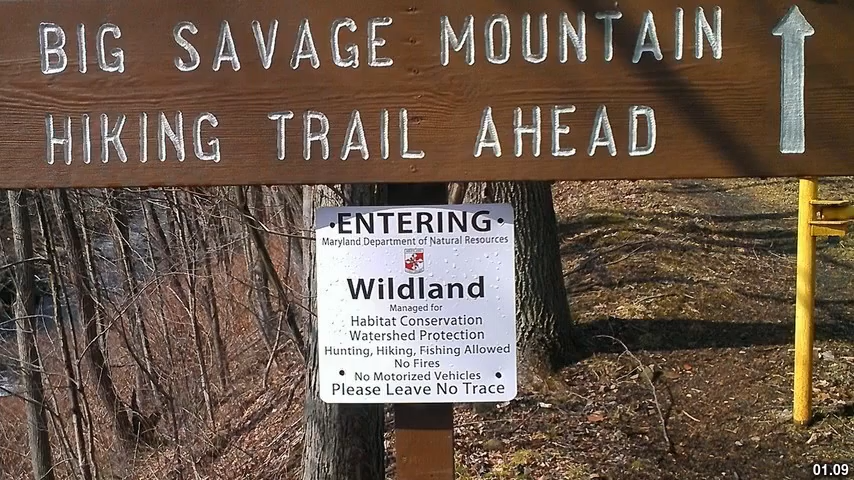 BIG SAVAGE MOUNTAIN
HIKING TRAIL AHEAD
ENTERING
Maryland Department of Natural Resources
Wildland
Managed for
Habitat Conservation
Watershed Protection
Hunting, Hiking, Fishing Allowed
No Fires
No Motorized Vehicles
Please Leave No Trace
01.09